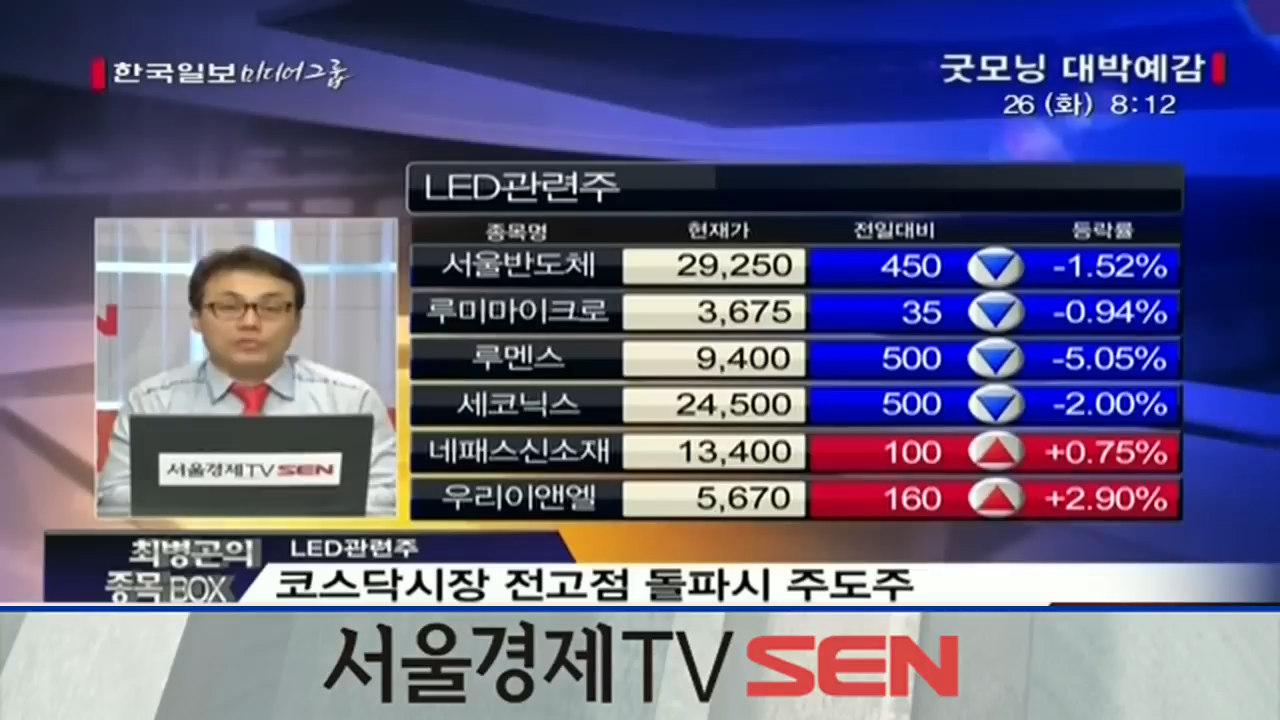 한국일보미디어그룹
굿모닝 대박예감
26 (화) 8:12
LED관련주
종목명 현재가 전일대비 등락률
서울반도체 29,250 450 -1.52%
루미마이크로 3,675 35 -0.94%
루멘스 9,400 500 -5.05%
세코닉스 24,500 500 -2.00%
네패스신소재 13,400 100 +0.75%
우리이앤엘 5,670 160 +2.90%
서울경제TV SEN
최병곤의
종목BOX
LED관련주
코스닥시장 전고점 돌파시 주도주
서울경제TV SEN